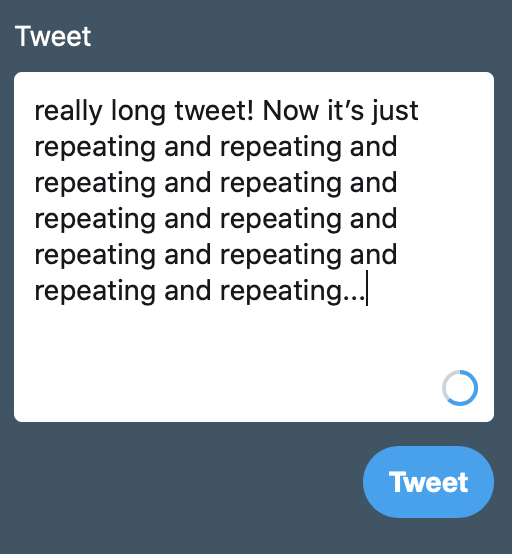 Tweet
really long tweet! Now it’s just
repeating and repeating and
repeating and repeating and
repeating and repeating and
repeating and repeating and
repeating and repeating...
Tweet